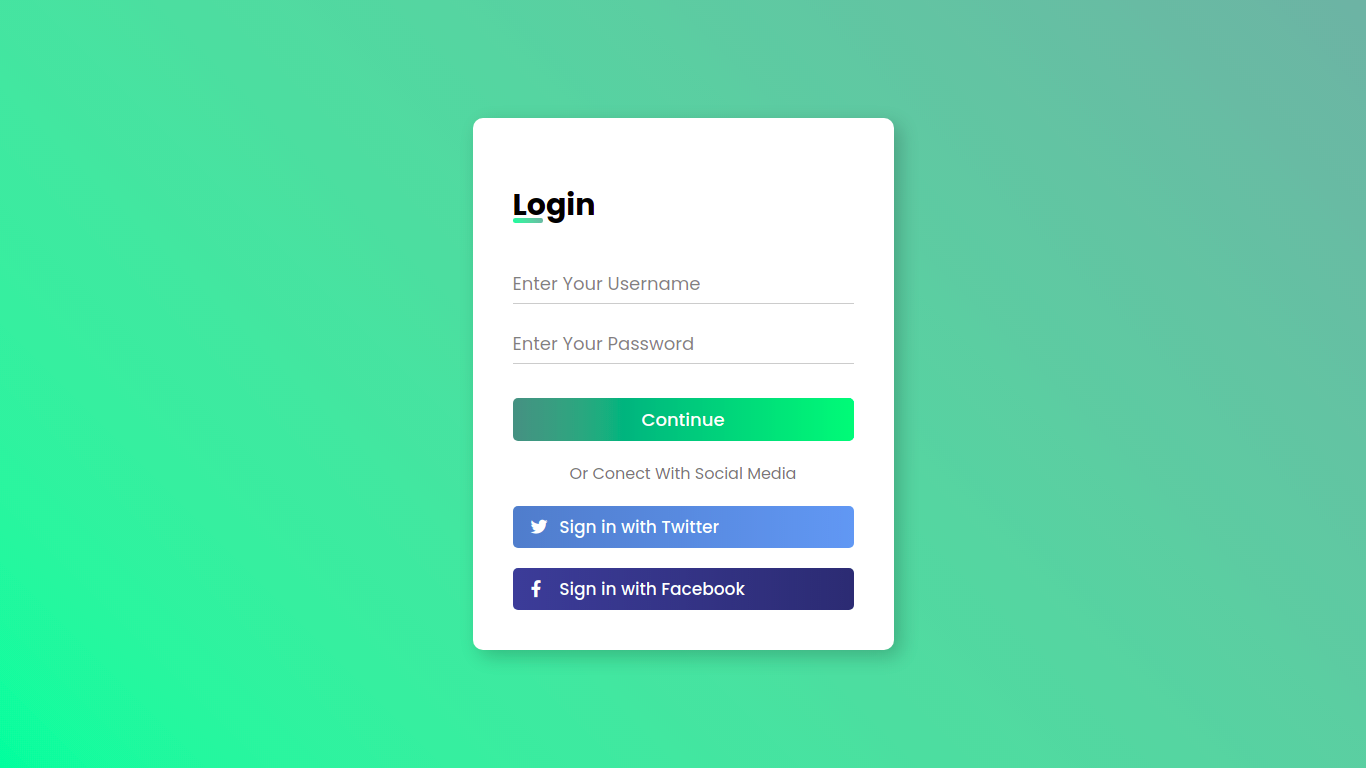 Login
Enter Your Username
Enter Your Password
Continue
Or Conect With Social Media
Sign in with Twitter
Sign in with Facebook